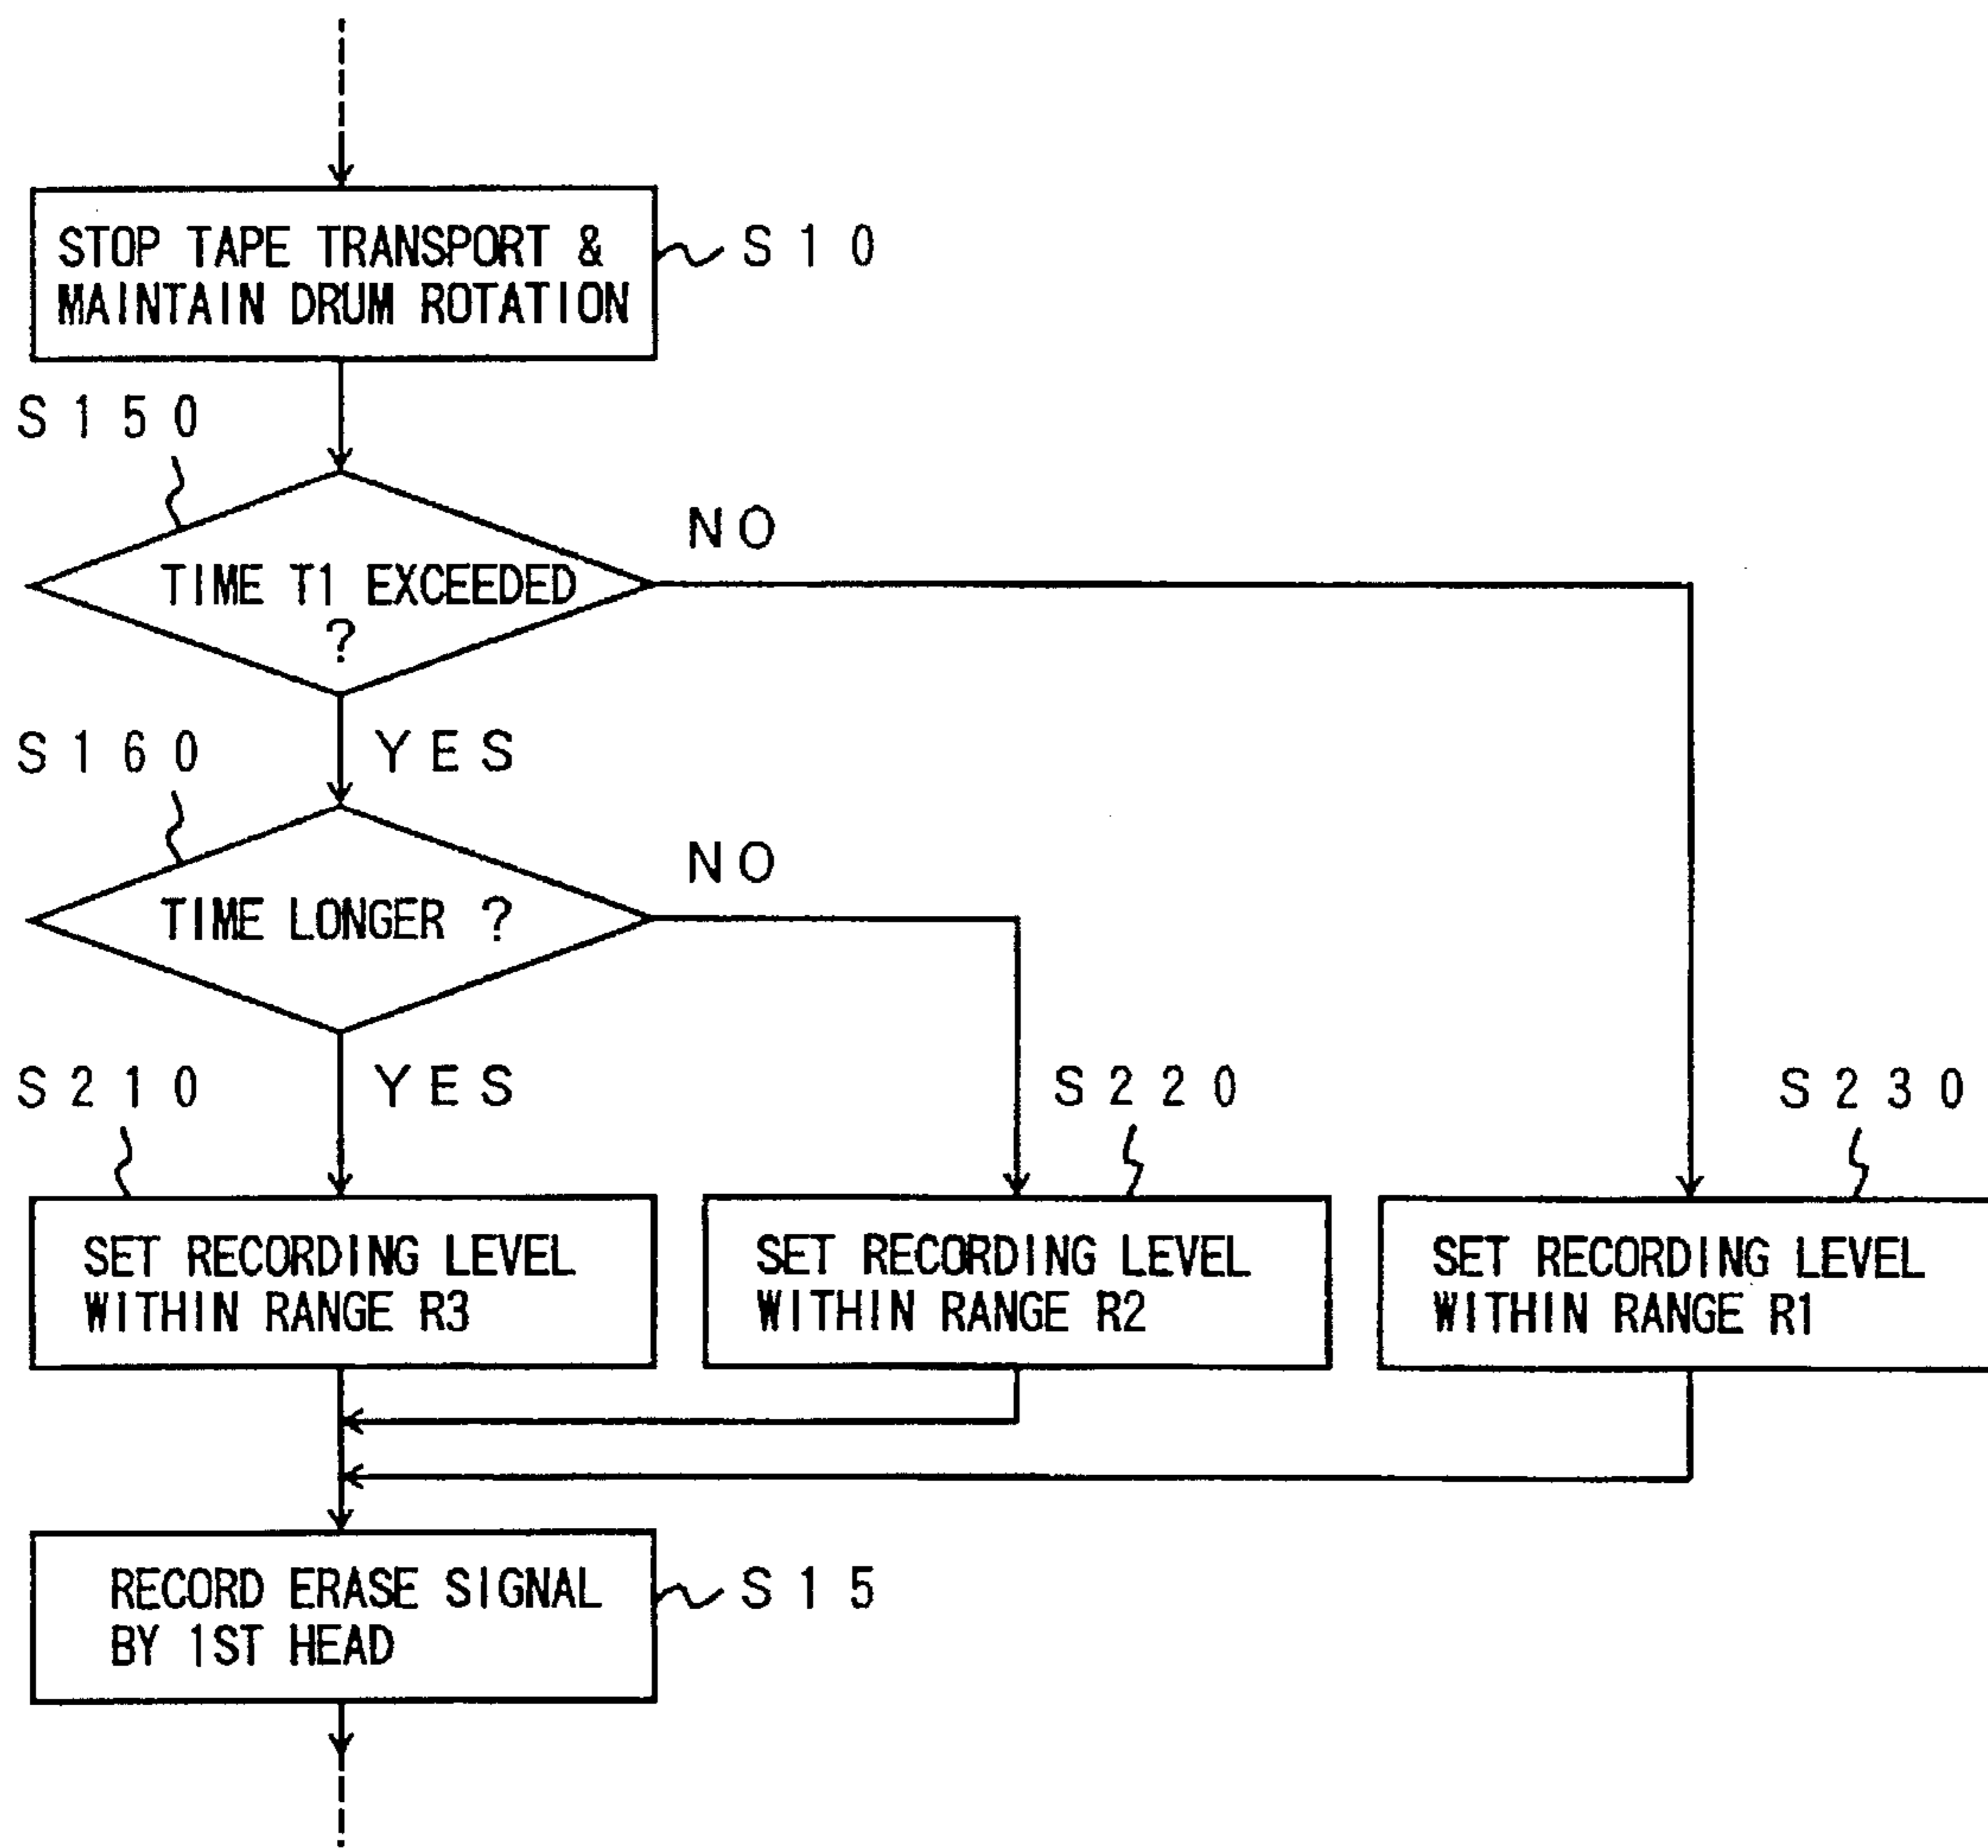 STOP TAPE TRANSPORT &
MAINTAIN DRUM ROTATION
S10
S150
TIME T1 EXCEEDED
?
NO
YES
S160
TIME LONGER ?
NO
YES
S210
SET RECORDING LEVEL
WITHIN RANGE R3
S220
SET RECORDING LEVEL
WITHIN RANGE R2
S230
SET RECORDING LEVEL
WITHIN RANGE R1
RECORD ERASE SIGNAL
BY 1ST HEAD
S15